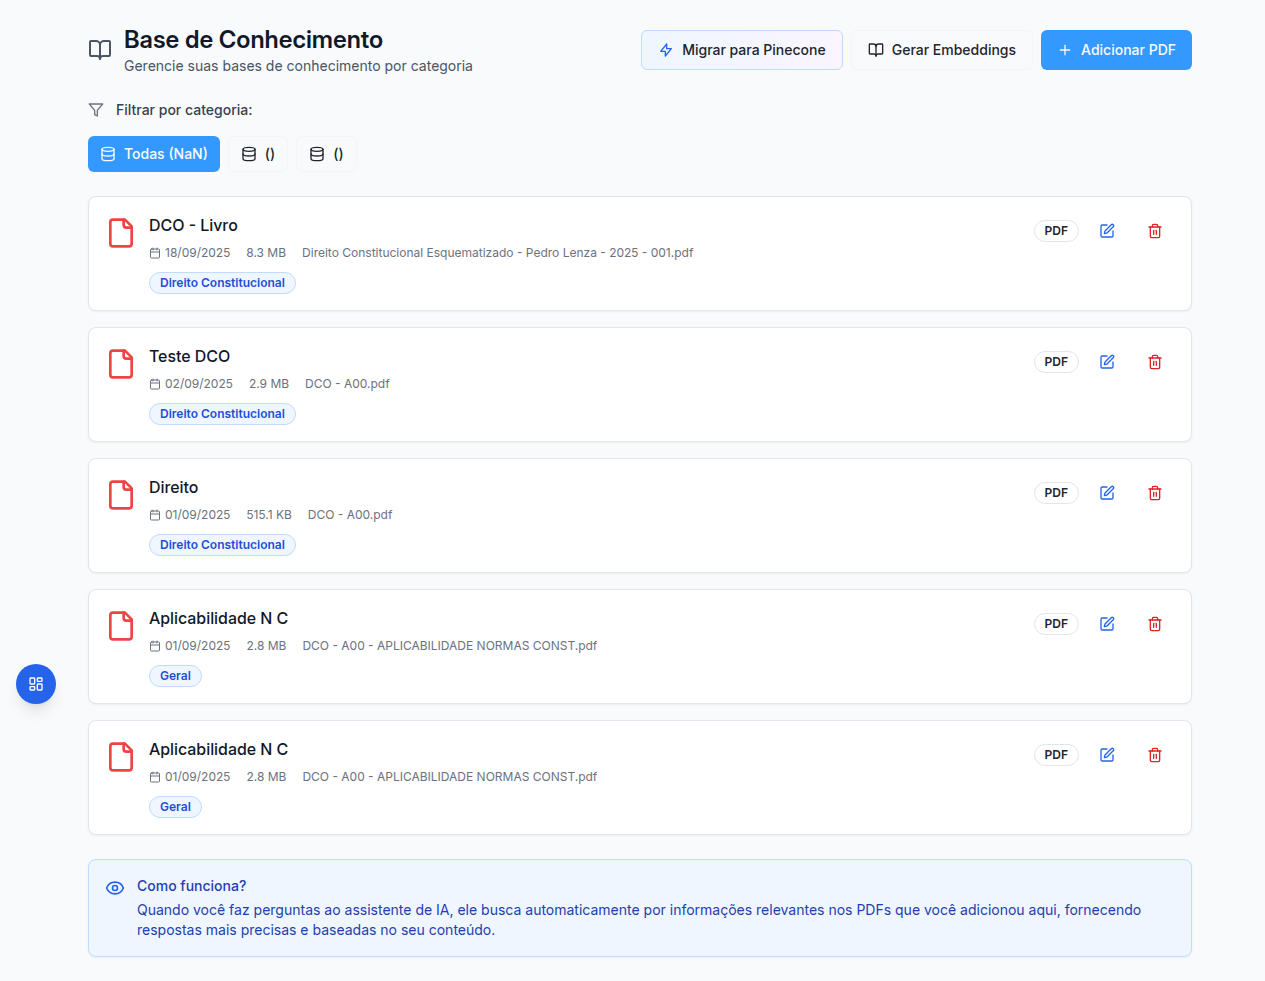 Base de Conhecimento
Gerencie suas bases de conhecimento por categoria
Migrar para Pinecone
Gerar Embeddings
Adicionar PDF
Filtrar por categoria:
Todas (NaN)
()
()
DCO - Livro
18/09/2025 8.3 MB Direito Constitucional Esquematizado - Pedro Lenza - 2025 - 001.pdf
Direito Constitucional
PDF
Teste DCO
02/09/2025 2.9 MB DCO - A00.pdf
Direito Constitucional
PDF
Direito
01/09/2025 515.1 KB DCO - A00.pdf
Direito Constitucional
PDF
Aplicabilidade N C
01/09/2025 2.8 MB DCO - A00 - APLICABILIDADE NORMAS CONST.pdf
Geral
PDF
Aplicabilidade N C
01/09/2025 2.8 MB DCO - A00 - APLICABILIDADE NORMAS CONST.pdf
Geral
PDF
Como funciona?
Quando você faz perguntas ao assistente de IA, ele busca automaticamente por informações relevantes nos PDFs que você adicionou aqui, fornecendo
respostas mais precisas e baseadas no seu conteúdo.